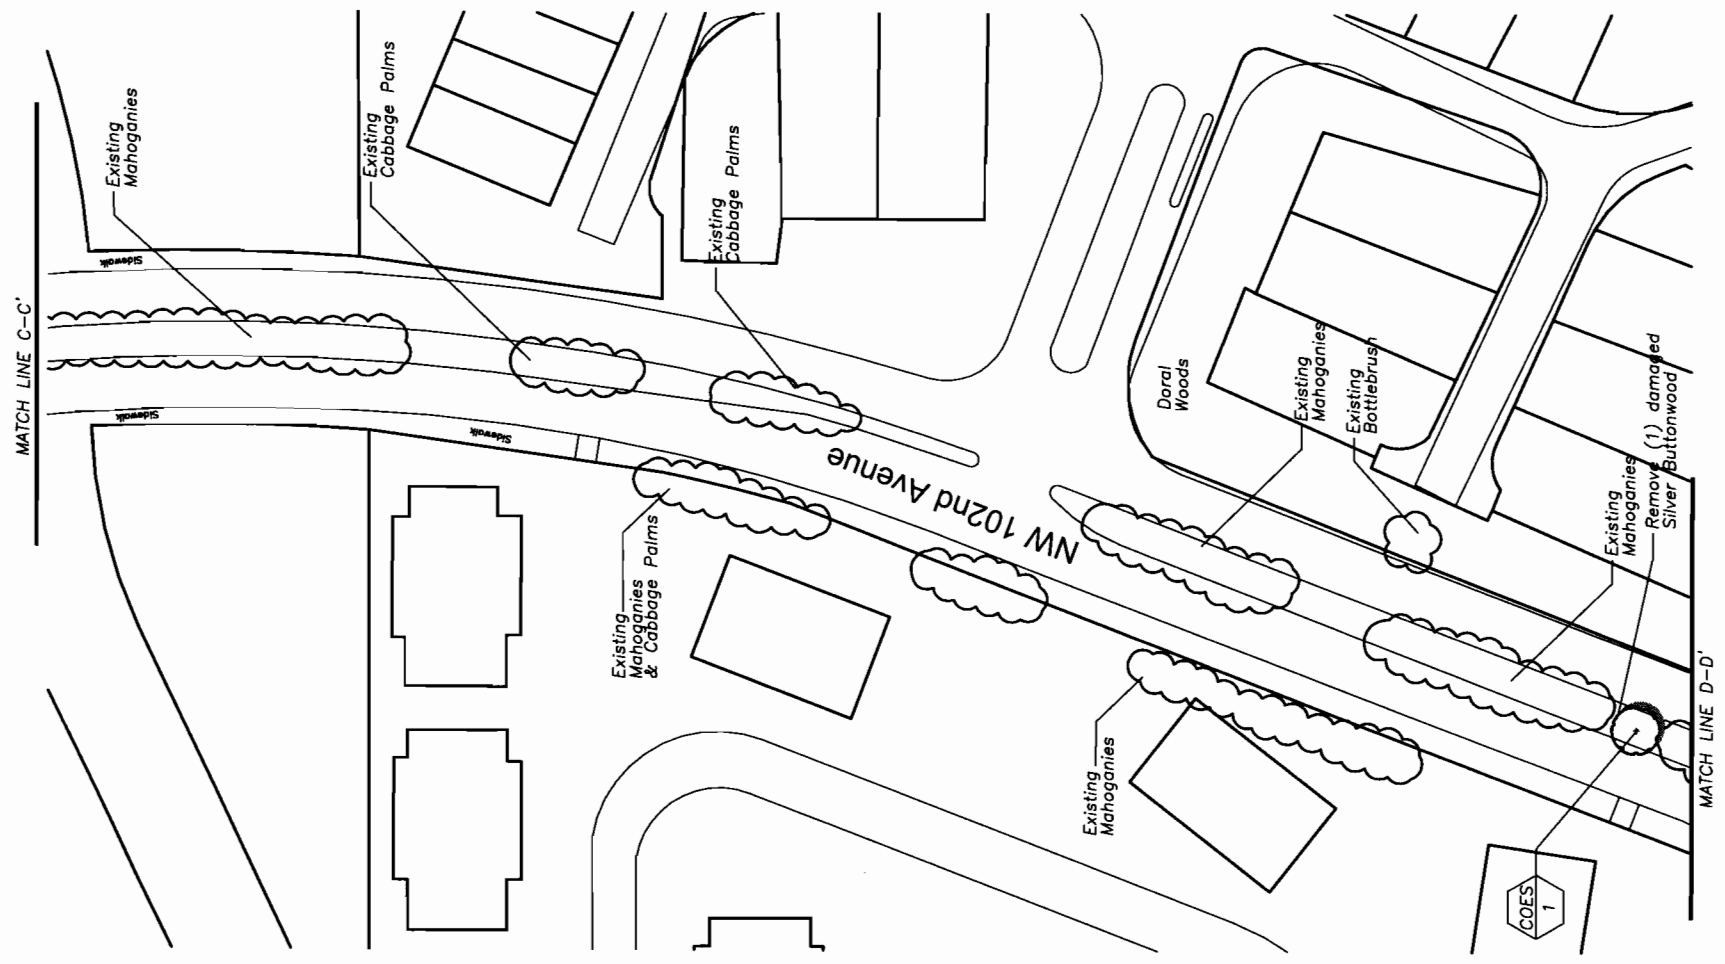 MATCH LINE C-C'
Existing
Mahoganies
Existing
Cabbage Palms
Existing
Cabbage Palms
Sidewalk
Sidewalk
Sidewalk
NW 102nd Avenue
Doral
Woods
Existing
Mahoganies
Existing
Bottlebrush
Existing
Mahoganies
Remove (1) damaged
Silver Buttonwood
Existing
Mahoganies
& Cabbage Palms
Existing
Mahoganies
COES
1
MATCH LINE D-D'